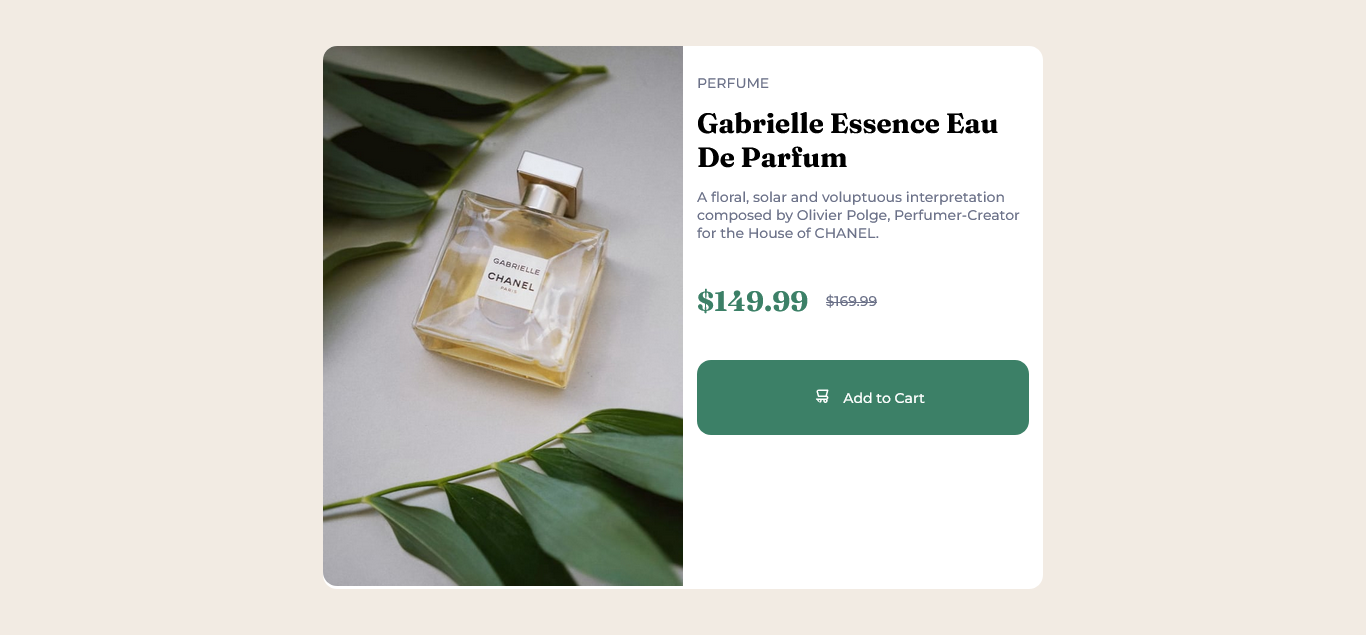 PERFUME
Gabrielle Essence Eau
De Parfum
A floral, solar and voluptuous interpretation
composed by Olivier Polge, Perfumer-Creator
for the House of CHANEL.
$149.99 $169.99
Add to Cart
GABRIELLE
CHANEL
PARIS